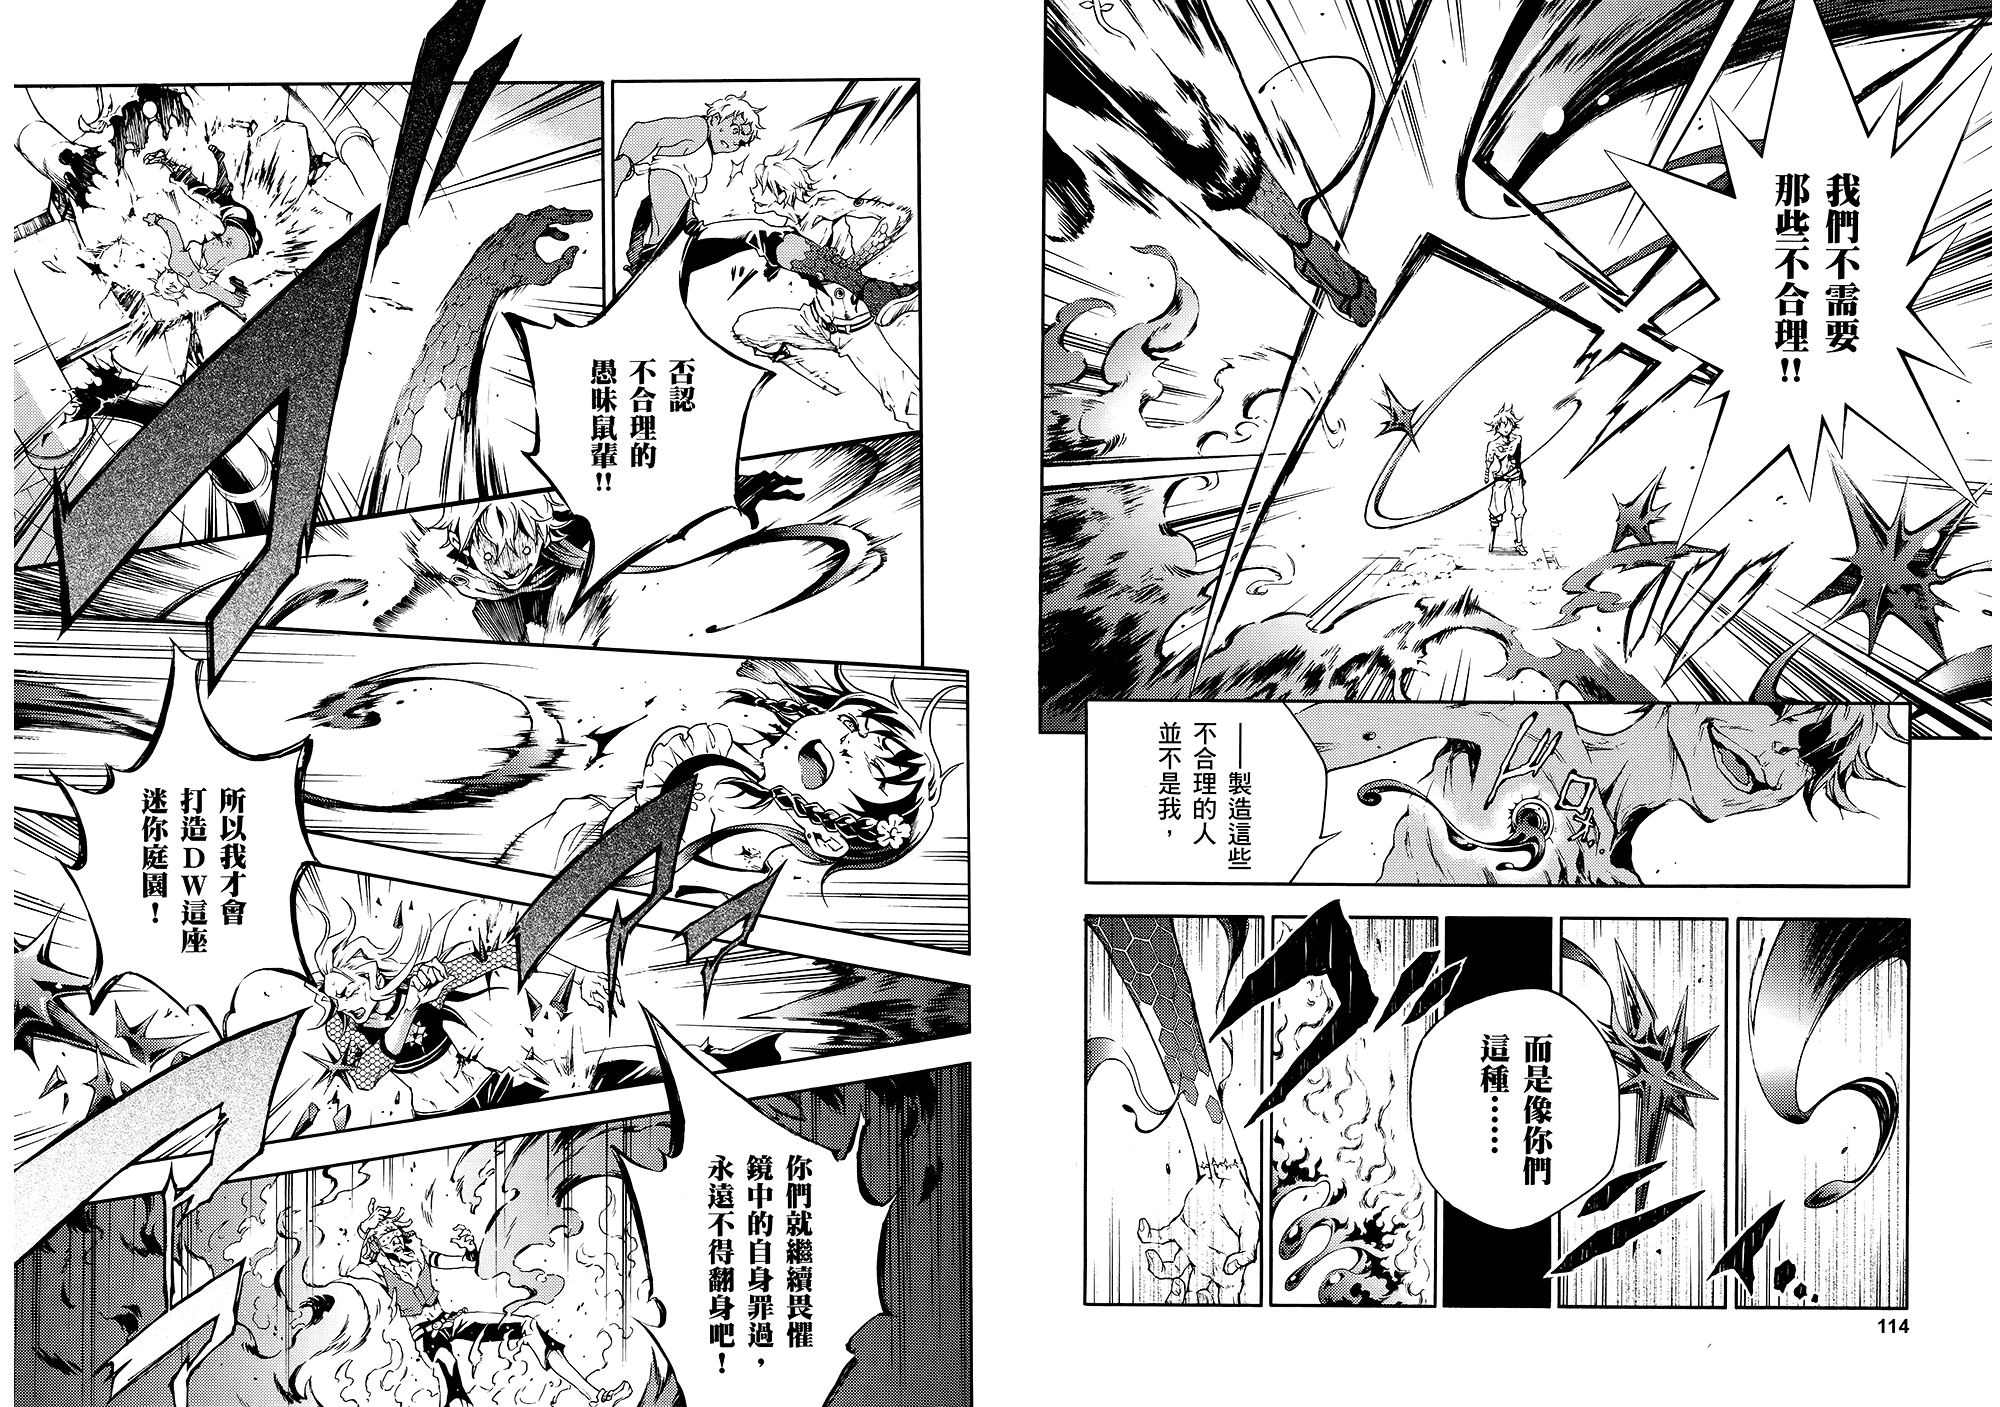 我們不需要
那些不合理!!
——製造這些
不合理的人
並不是我，
而是像你們
這種……
114
否認
不合理的
愚昧鼠輩!!
所以我才會
打造DW這座
迷你庭園！
你們就繼續畏懼
鏡中的自身罪過，
永遠不得翻身吧！